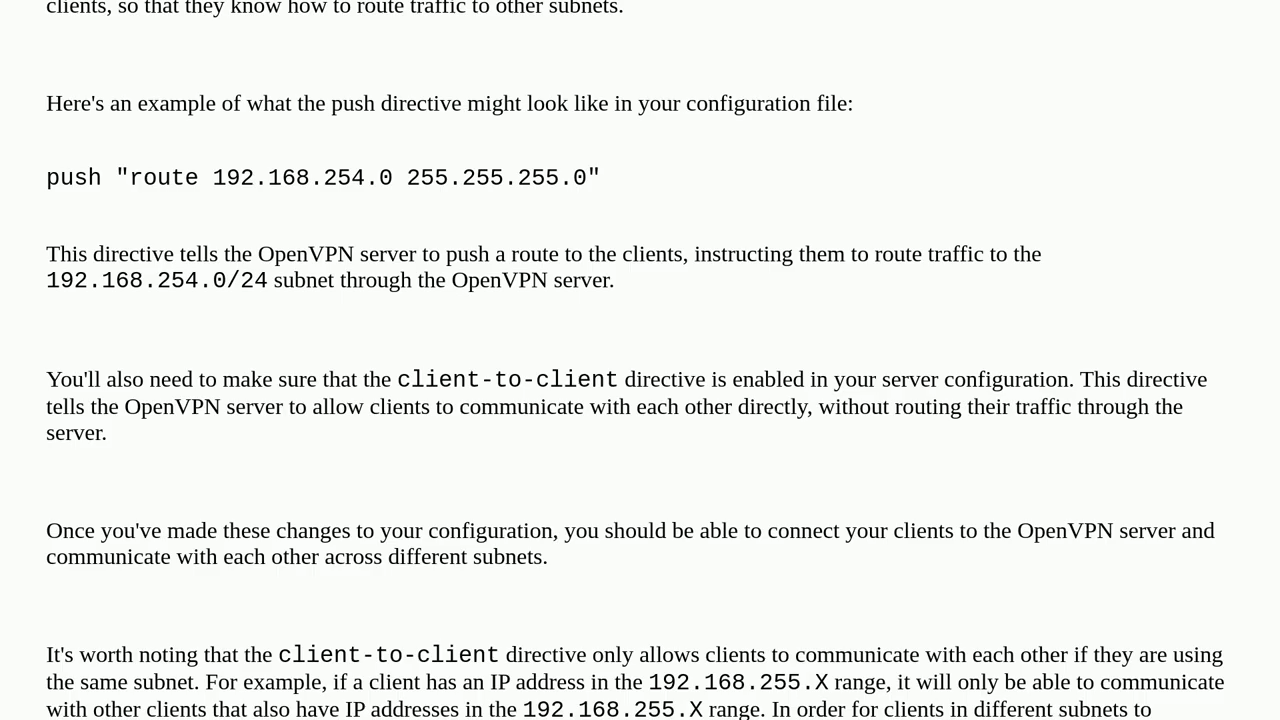 clients, so that they know how to route traffic to other subnets.
Here's an example of what the push directive might look like in your configuration file:
push "route 192.168.254.0 255.255.255.0"
This directive tells the OpenVPN server to push a route to the clients, instructing them to route traffic to the
192.168.254.0/24 subnet through the OpenVPN server.
You'll also need to make sure that the client-to-client directive is enabled in your server configuration. This directive
tells the OpenVPN server to allow clients to communicate with each other directly, without routing their traffic through the
server.
Once you've made these changes to your configuration, you should be able to connect your clients to the OpenVPN server and
communicate with each other across different subnets.
It's worth noting that the client-to-client directive only allows clients to communicate with each other if they are using
the same subnet. For example, if a client has an IP address in the 192.168.255.X range, it will only be able to communicate
with other clients that also have IP addresses in the 192.168.255.X range. In order for clients in different subnets to